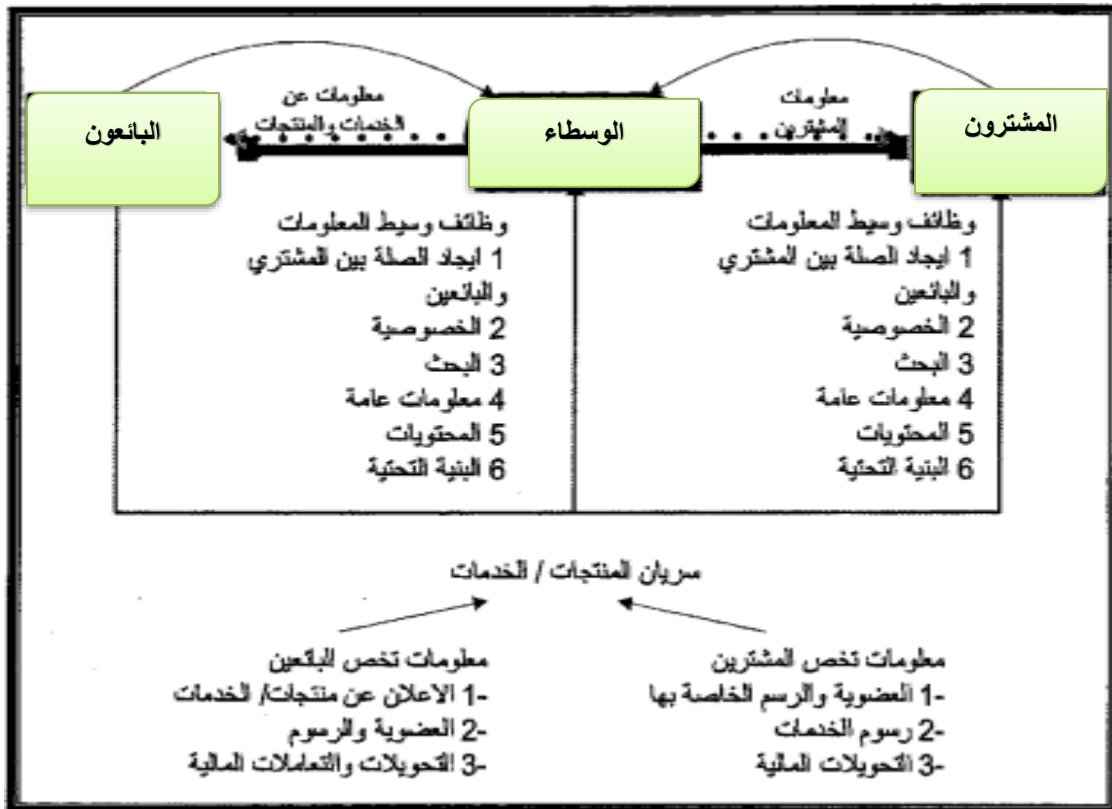 معلومات
المشترين
معلومات عن
الخدمات والمنتجات
المشترون
الوسطاء
البائعون
وظائف وسيط المعلومات
1 ايجاد الصلة بين المشتري
والبائعين
2 الخصوصية
3 البحث
4 معلومات عامة
5 المحتويات
6 البنية التحتية
وظائف وسيط المعلومات
1 ايجاد الصلة بين للمشتري
والبائعين
2 الخصوصية
3 البحث
4 معلومات عامة
5 المحتويات
6 البنية التحتية
سريان المنتجات / الخدمات
معلومات تخص المشترين
1- العضوية والرسم الخاصة بها
2- رسوم الخدمات
3- التحويلات المالية
معلومات تخص البائعين
1- الاعلان عن منتجات/ الخدمات
2- العضوية والرسوم
3- التحويلات والتعاملات المالية